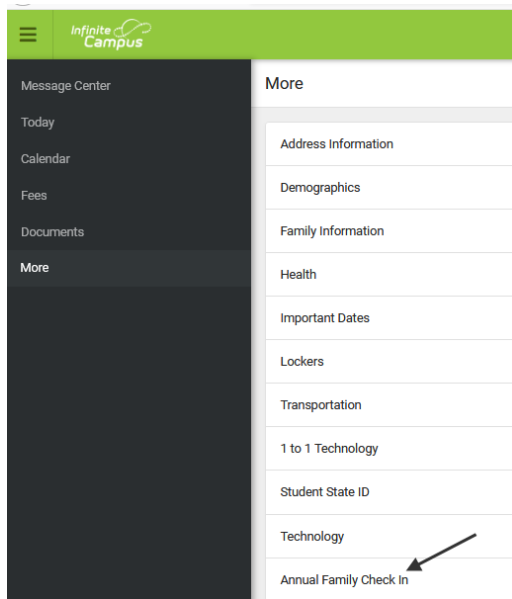 Infinite
Campus
Message Center
Today
Calendar
Fees
Documents
More
More
Address Information
Demographics
Family Information
Health
Important Dates
Lockers
Transportation
1 to 1 Technology
Student State ID
Technology
Annual Family Check In